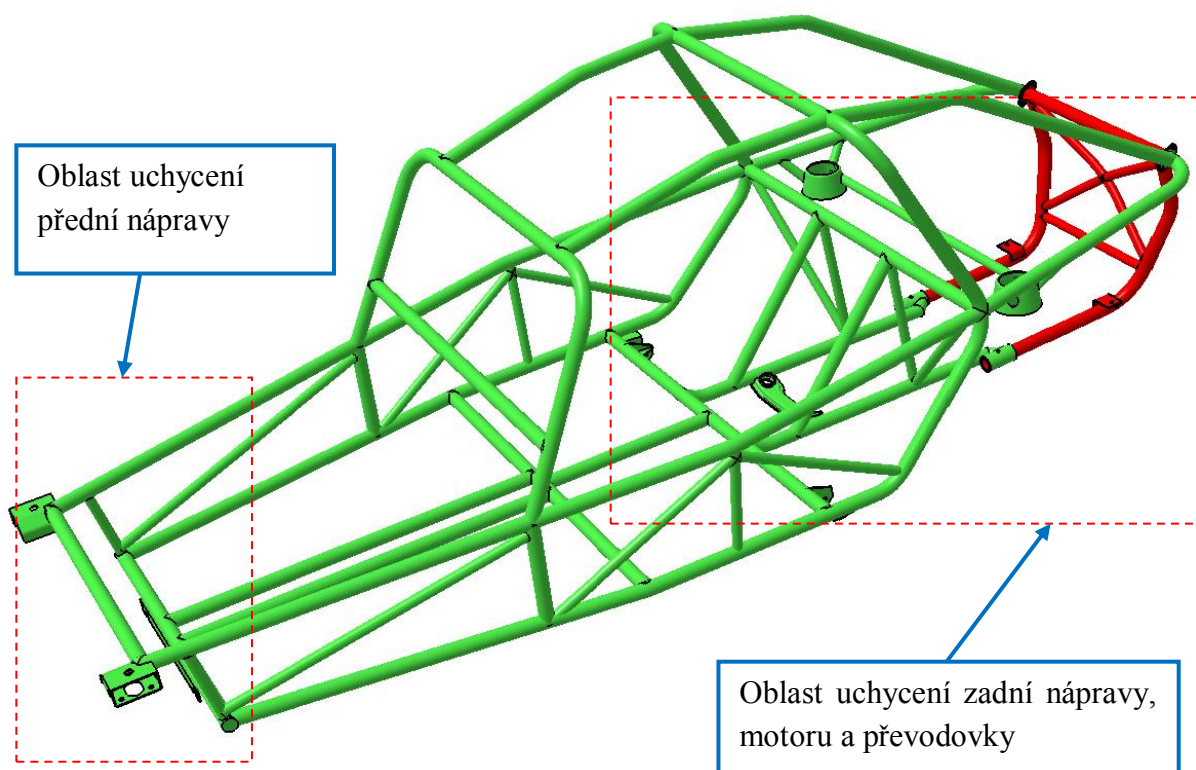 Oblast uchycení
přední nápravy
Oblast uchycení zadní nápravy,
motoru a převodovky